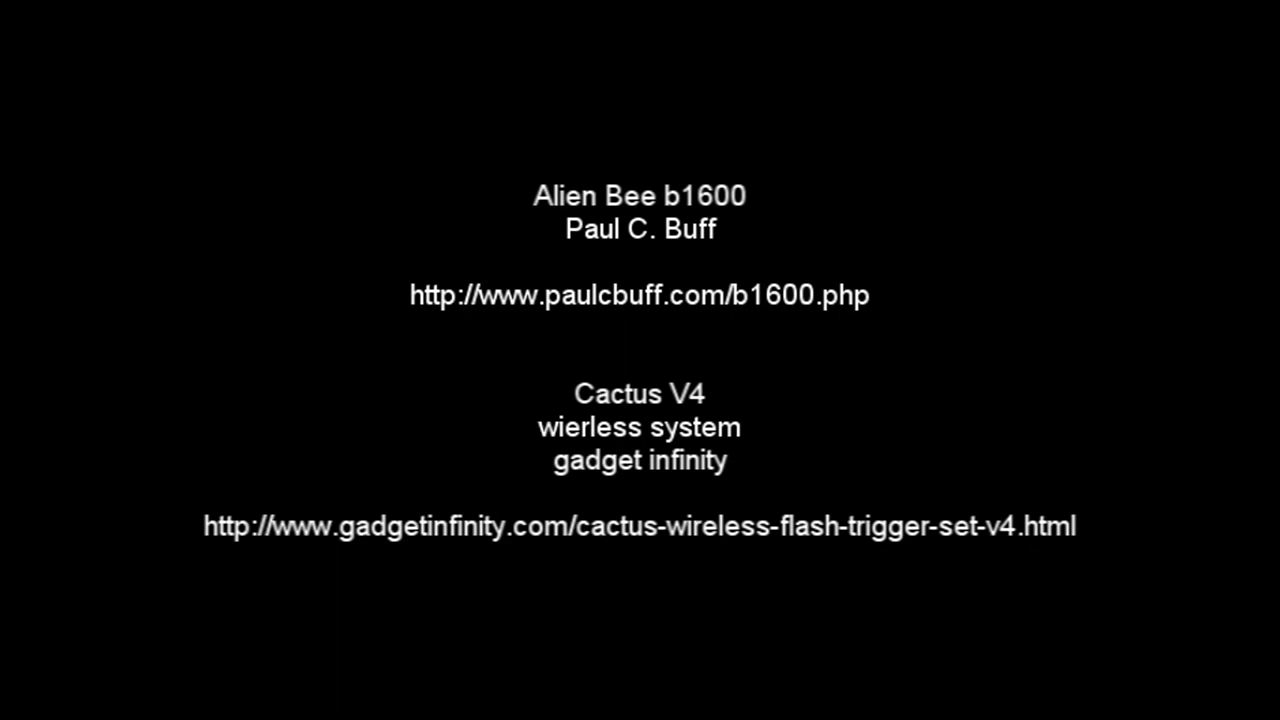 Alien Bee b1600
Paul C. Buff
http://www.paulcbuff.com/b1600.php
Cactus V4
wierless system
gadget infinity
http://www.gadgetinfinity.com/cactus-wireless-flash-trigger-set-v4.html